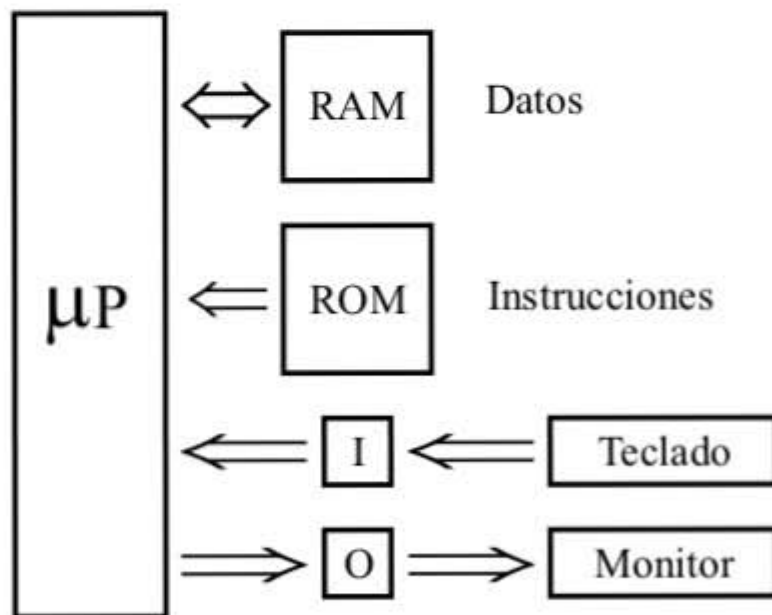 RAM Datos
μP
ROM Instrucciones
I Teclado
O Monitor